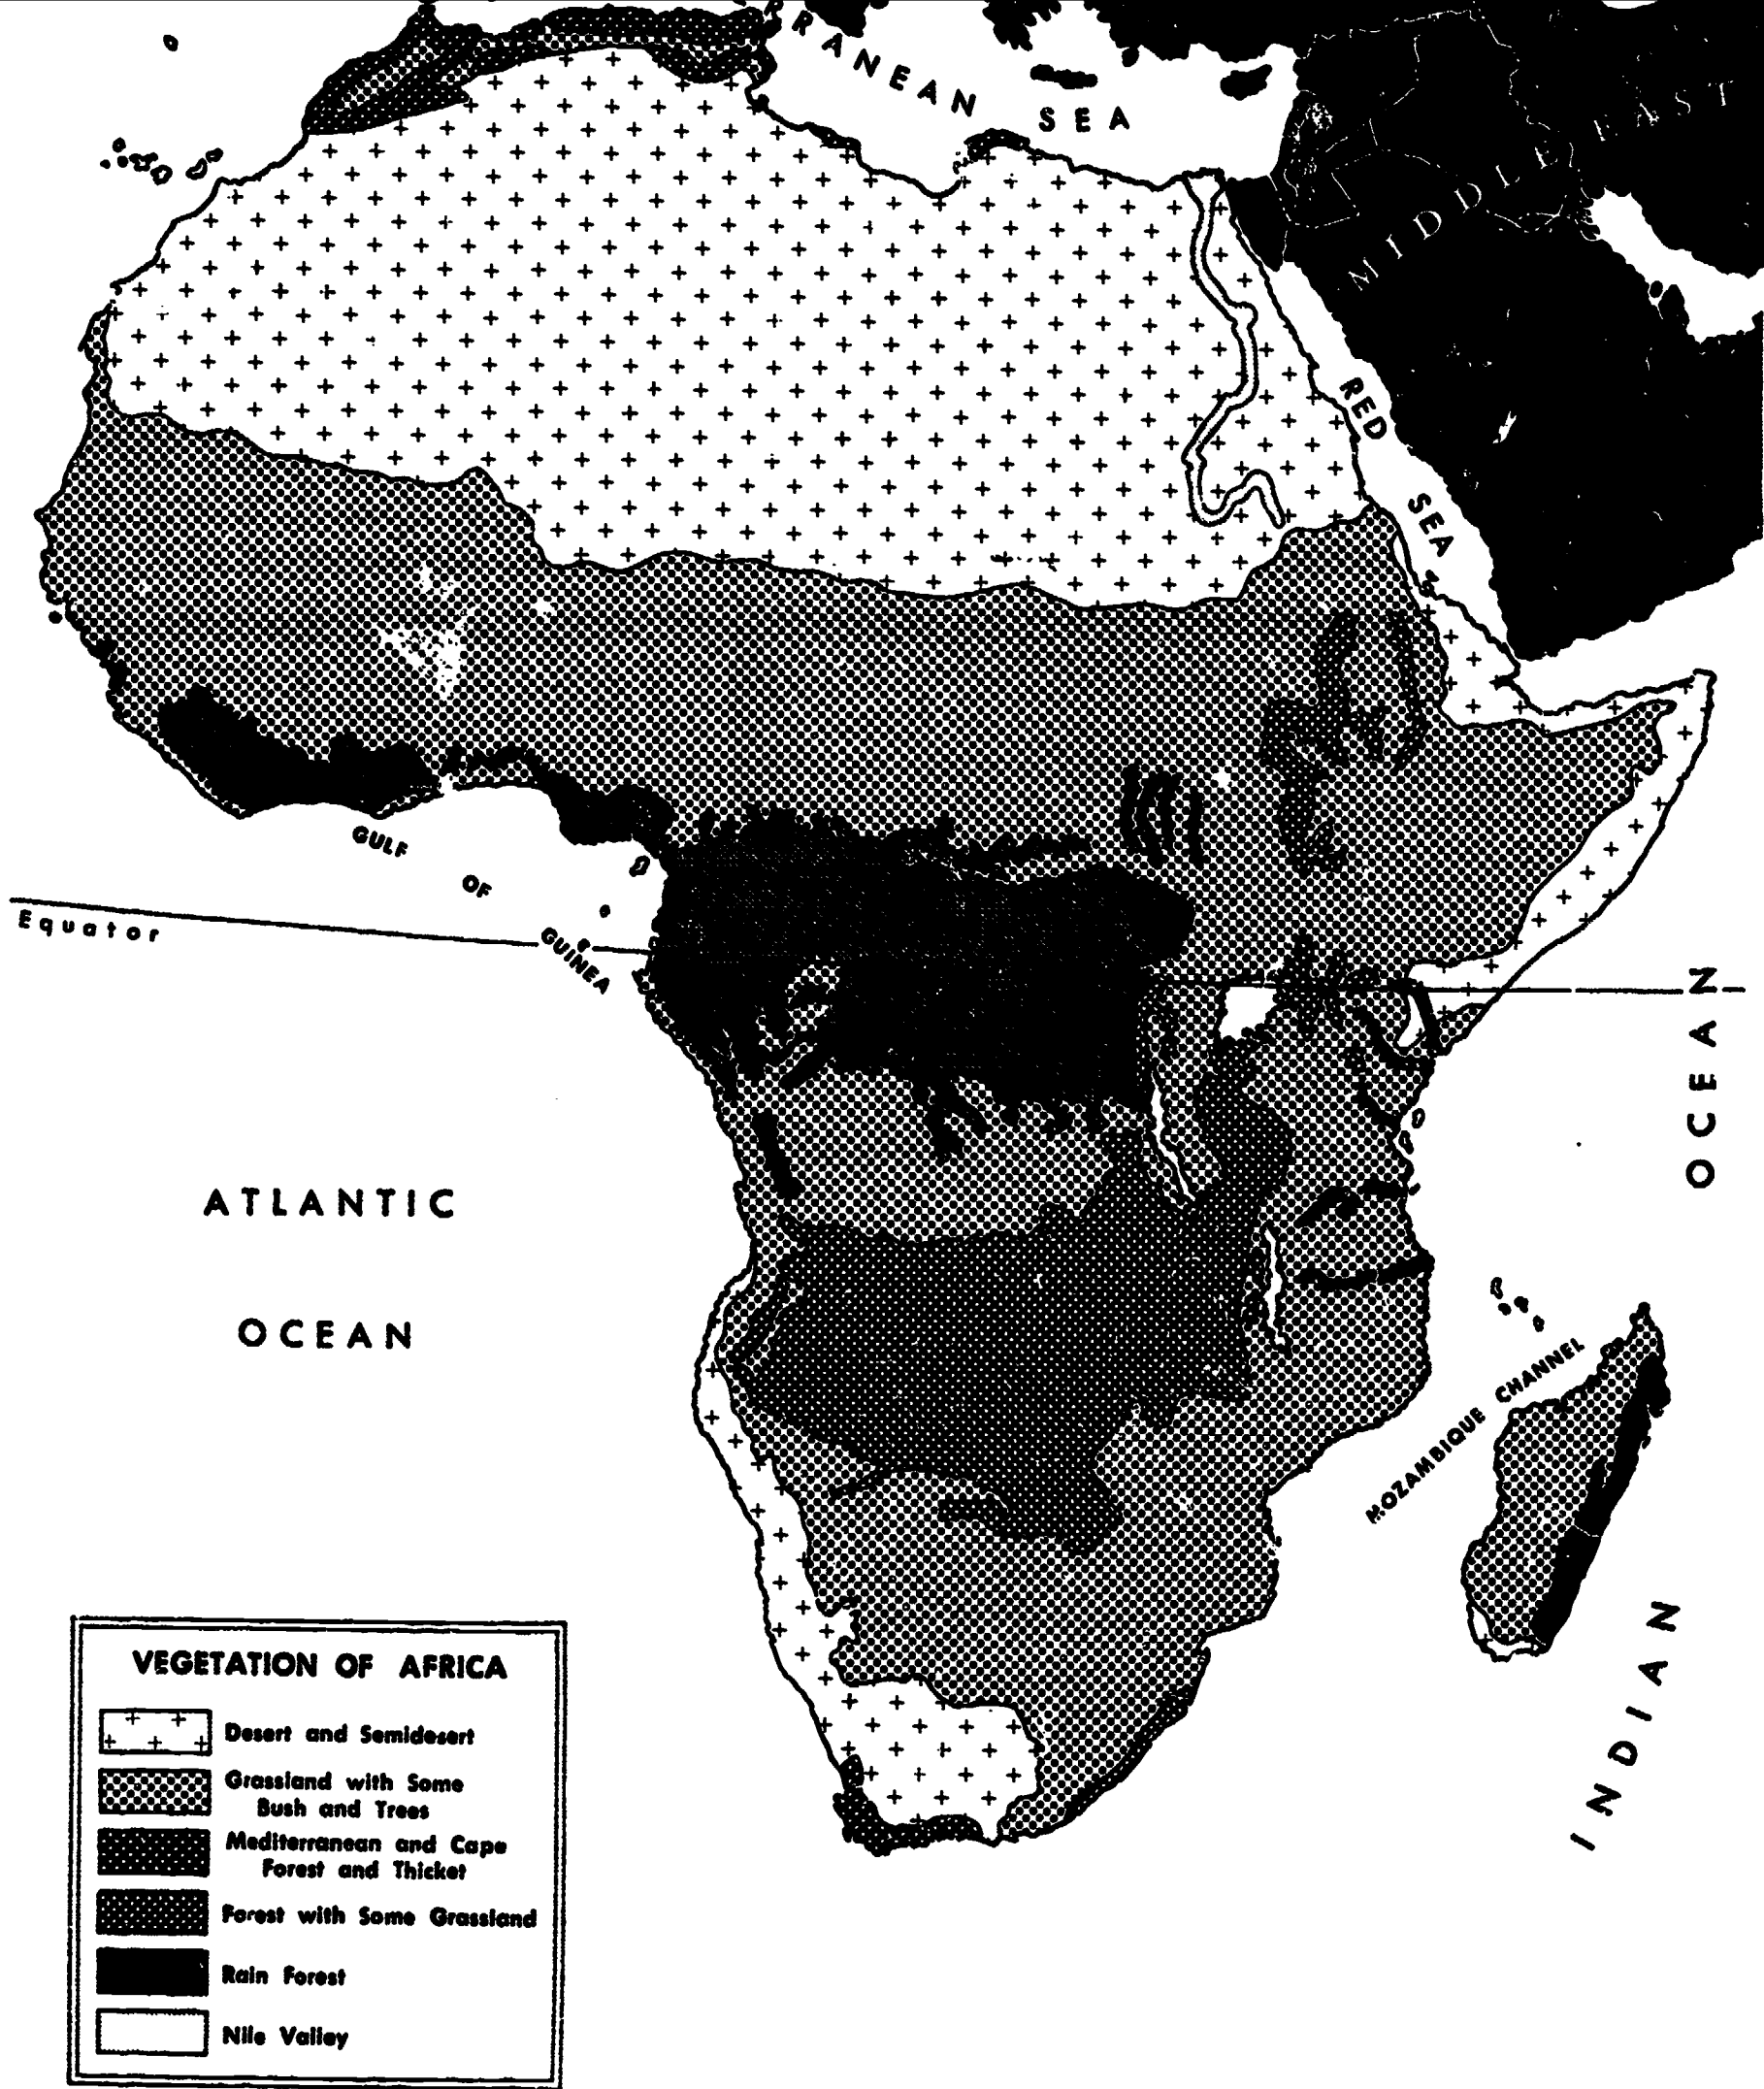 RRANEAN
SEA
MIDDLE EAST
RED
SEA
GULF
OF
GUINEA
Equator
OCEAN
INDIAN
ATLANTIC
OCEAN
MOZAMBIQUE CHANNEL
VEGETATION OF AFRICA
Desert and Semidesert
Grassland with Some
Bush and Trees
Mediterranean and Cape
Forest and Thicket
Forest with Some Grassland
Rain Forest
Nile Valley